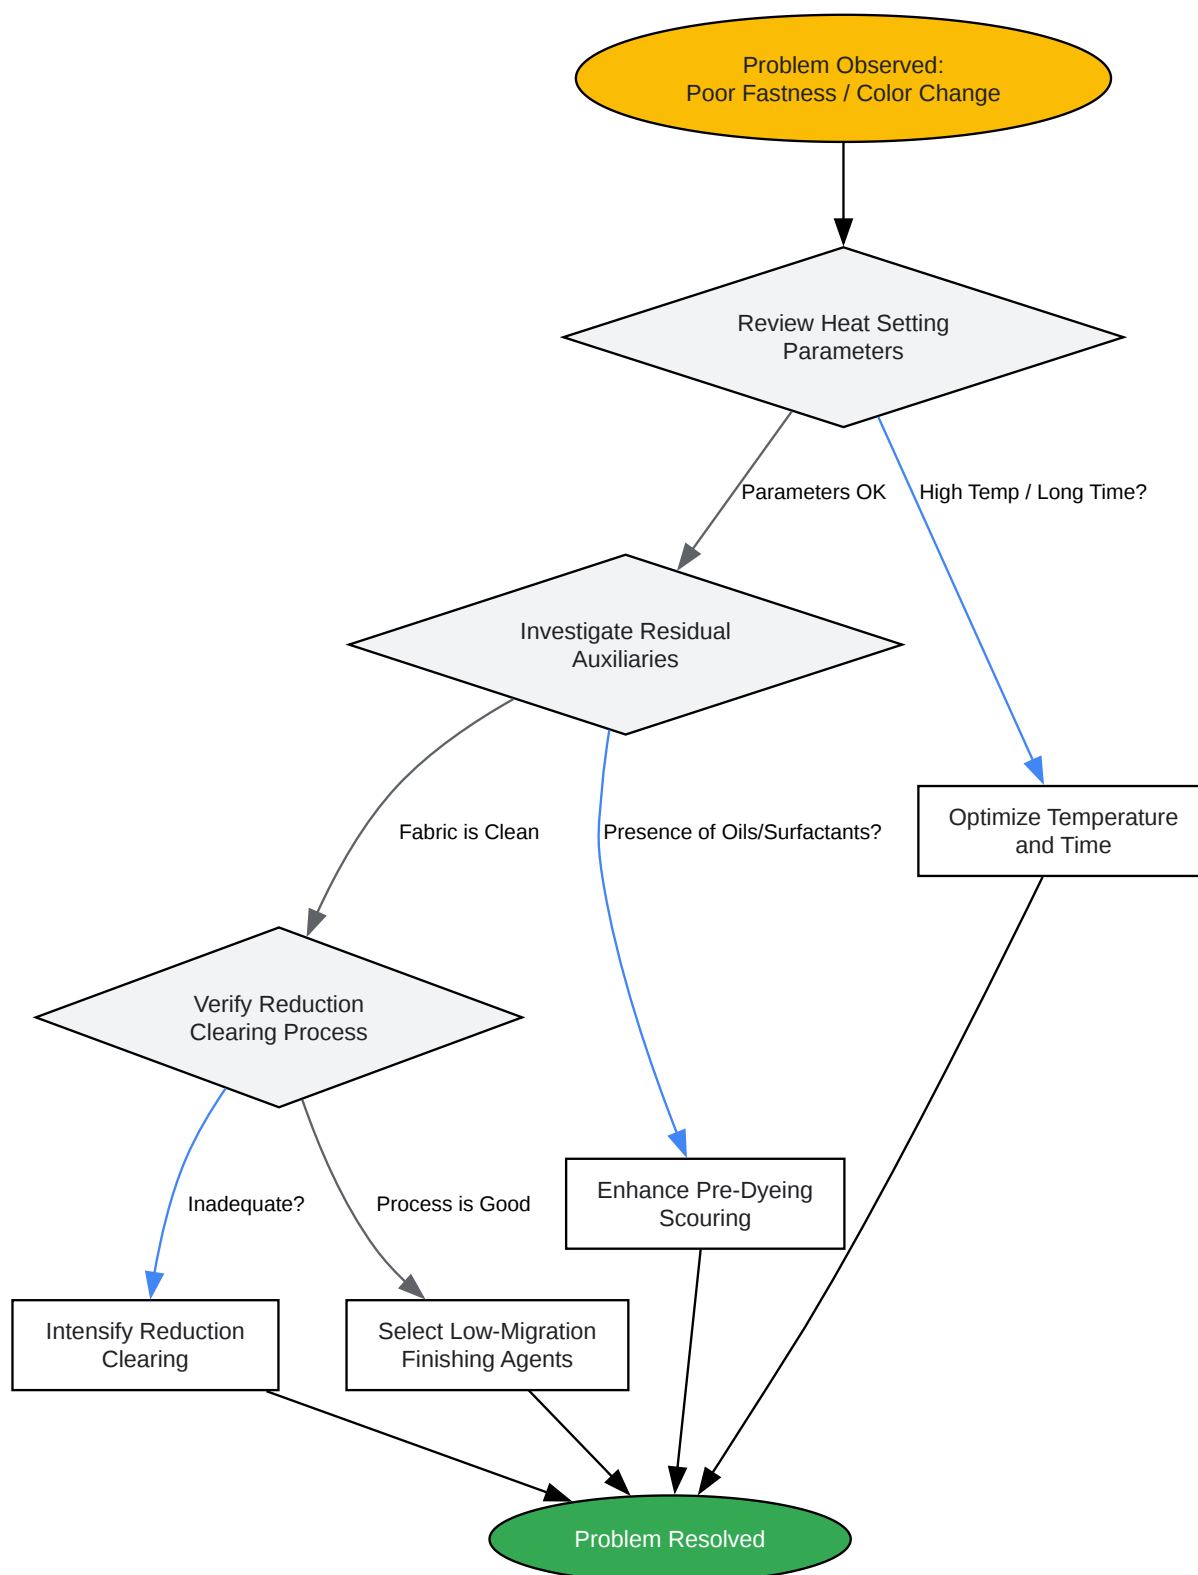 Problem Observed:
Poor Fastness / Color Change
Review Heat Setting
Parameters
Parameters OK
High Temp / Long Time?
Investigate Residual
Auxiliaries
Optimize Temperature
and Time
Fabric is Clean
Presence of Oils/Surfactants?
Verify Reduction
Clearing Process
Enhance Pre-Dyeing
Scouring
Inadequate?
Process is Good
Intensify Reduction
Clearing
Select Low-Migration
Finishing Agents
Problem Resolved